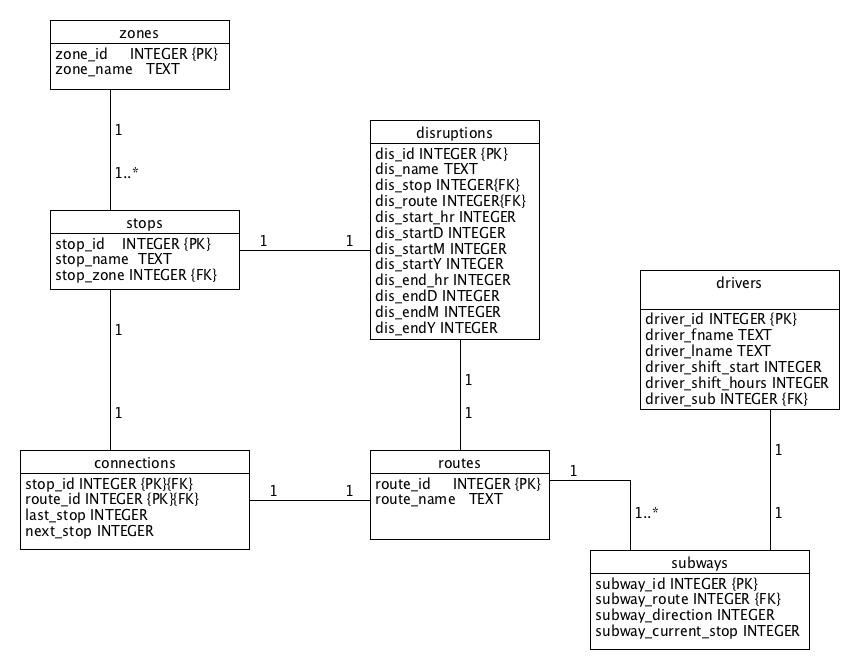 zones
zone_id INTEGER {PK}
zone_name TEXT
1
1..*
disruptions
dis_id INTEGER {PK}
dis_name TEXT
dis_stop INTEGER{FK}
dis_route INTEGER{FK}
dis_start_hr INTEGER
dis_startD INTEGER
dis_startM INTEGER
dis_startY INTEGER
dis_end_hr INTEGER
dis_endD INTEGER
dis_endM INTEGER
dis_endY INTEGER
stops
stop_id INTEGER {PK}
stop_name TEXT
stop_zone INTEGER {FK}
1 1
drivers
driver_id INTEGER {PK}
driver_fname TEXT
driver_lname TEXT
driver_shift_start INTEGER
driver_shift_hours INTEGER
driver_sub INTEGER {FK}
1
1
1
1
connections
stop_id INTEGER {PK}{FK}
route_id INTEGER {PK}{FK}
last_stop INTEGER
next_stop INTEGER
1 1
routes
route_id INTEGER {PK}
route_name TEXT
1
1..*
1
1
subways
subway_id INTEGER {PK}
subway_route INTEGER {FK}
subway_direction INTEGER
subway_current_stop INTEGER